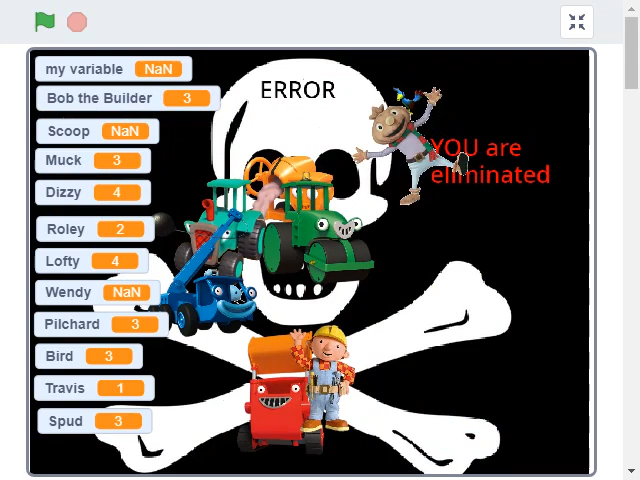 my variable NaN
Bob the Builder 3
Scoop NaN
Muck 3
Dizzy 4
Roley 2
Lofty 4
Wendy NaN
Pilchard 3
Bird 3
Travis 1
Spud 3
ERROR
YOU are
eliminated